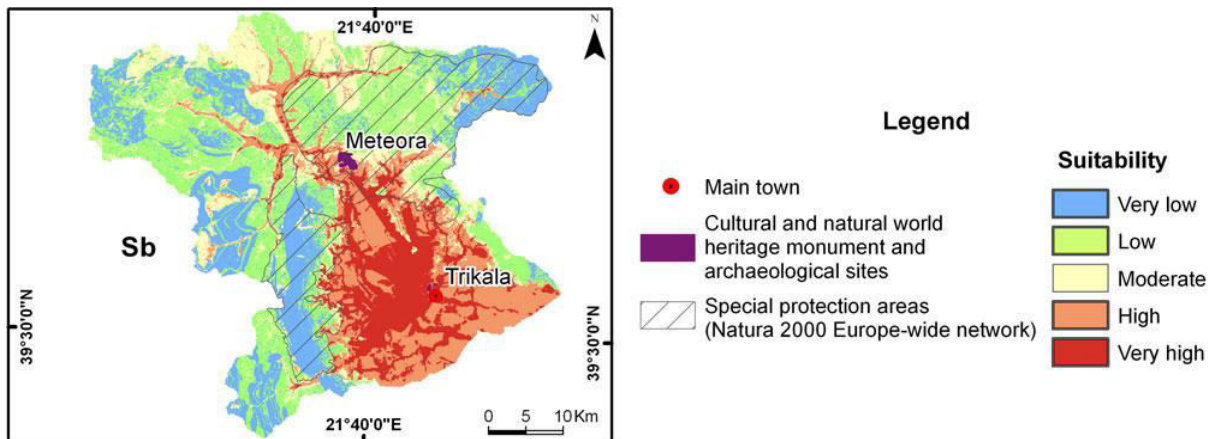 21°40'0"E
N
Meteora
Sb
Trikala
39°30'0"N
39°30'0"N
21°40'0"E
0 5 10 Km
Legend
Main town
Cultural and natural world
heritage monument and
archaeological sites
Special protection areas
(Natura 2000 Europe-wide network)
Suitability
Very low
Low
Moderate
High
Very high